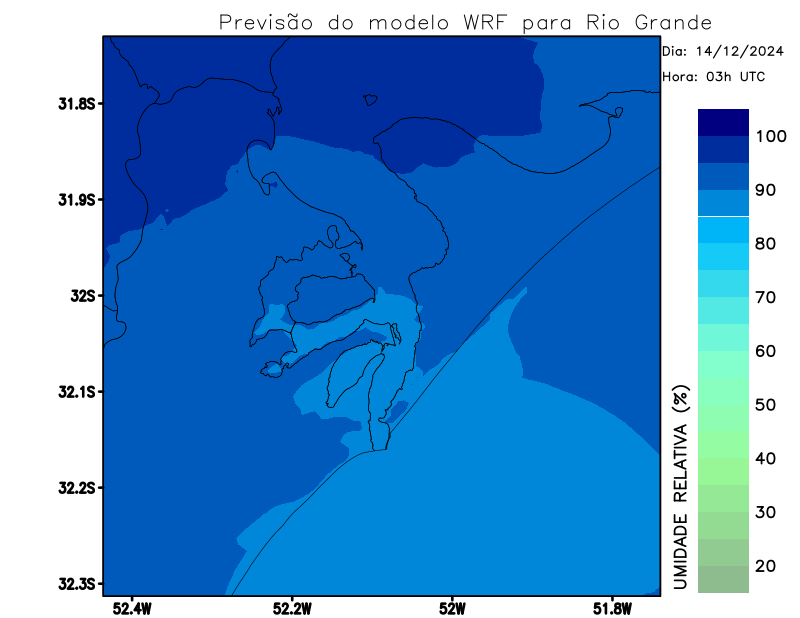 Previsão do modelo WRF para Rio Grande
Dia: 14/12/2024
Hora: 03h UTC
31.8S
31.9S
32S
32.1S
32.2S
32.3S
52.4W
52.2W
52W
51.8W
100
90
80
70
60
50
40
30
20
UMIDADE RELATIVA (%)